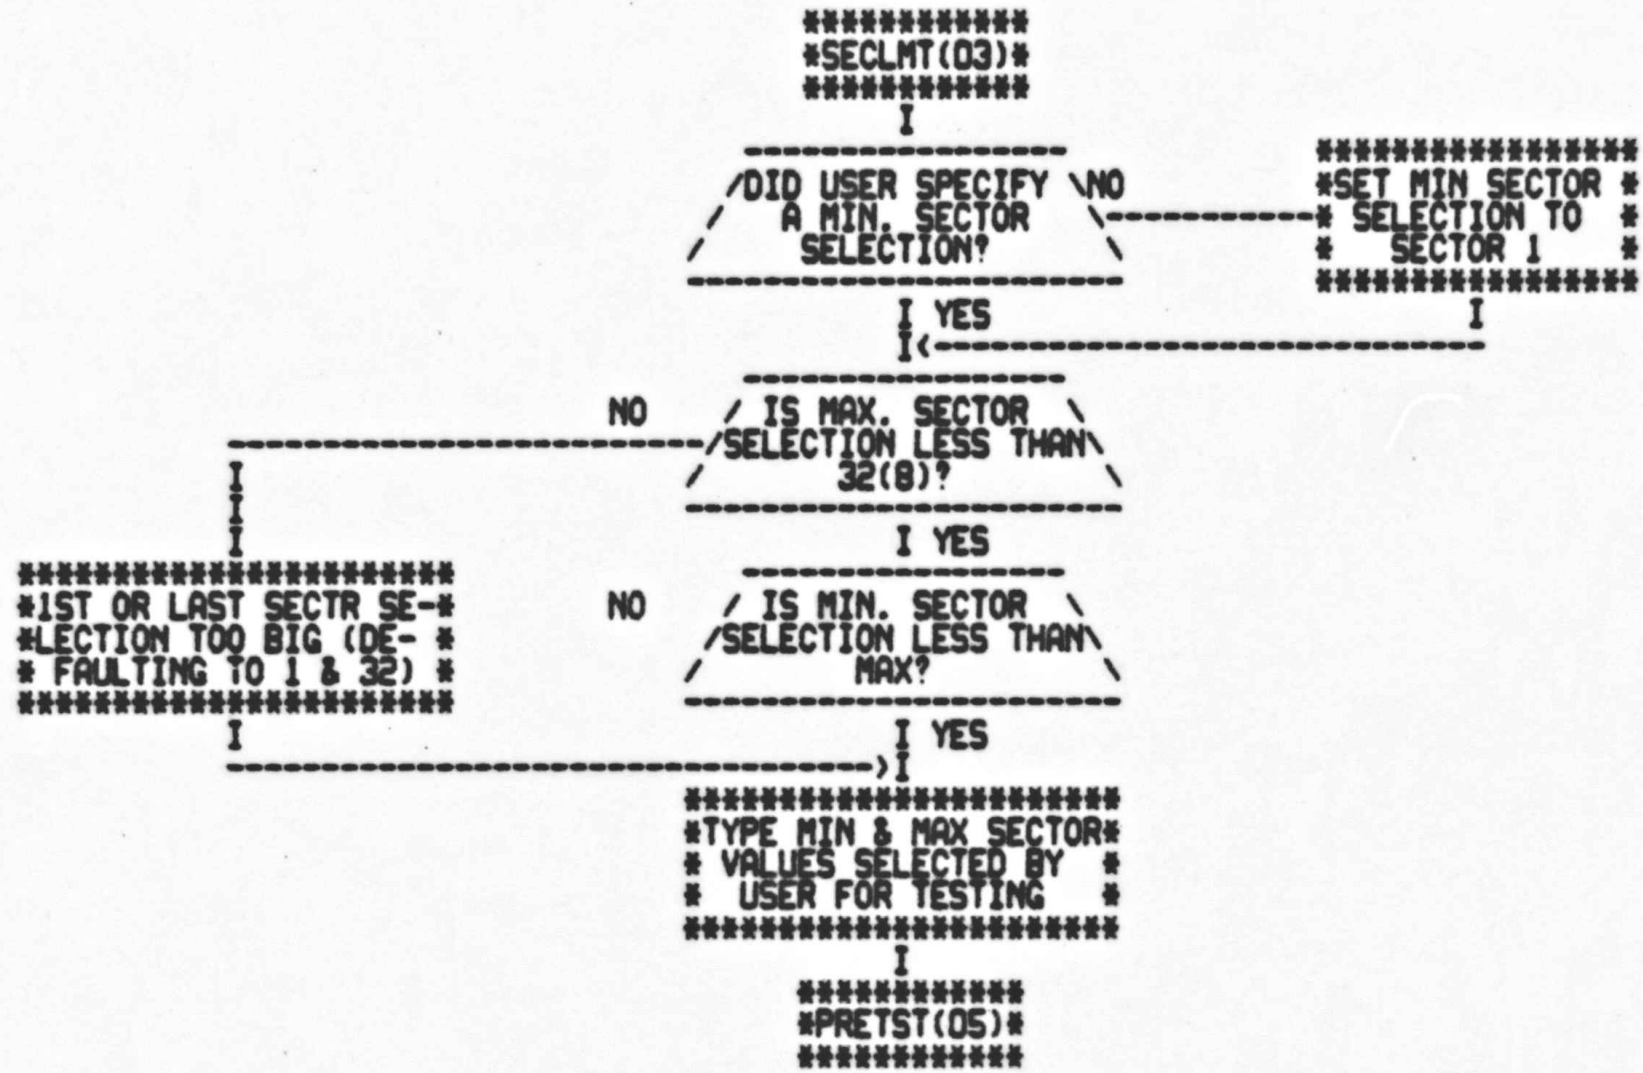 ************
*SECLMT(03)*
************
I
-----------------
/DID USER SPECIFY \NO
/ A MIN. SECTOR \-----------*
/ SELECTION? \
-----------------------
*****************
*SET MIN SECTOR *
* SELECTION TO *
* SECTOR 1 *
*****************
I YES I
I<-----------------------------
-----------------
NO / IS MAX. SECTOR \
-------------------------/SELECTION LESS THAN\
I / 32(8)? \
I -----------------------
I I YES
***********************
*1ST OR LAST SECTR SE-*
*LECTION TOO BIG (DE- *
* FAULTING TO 1 & 32) *
***********************
-----------------
NO / IS MIN. SECTOR \
/SELECTION LESS THAN\
/ MAX? \
-----------------------
I I YES
---------------------------------->I
***********************
*TYPE MIN & MAX SECTOR*
* VALUES SELECTED BY *
* USER FOR TESTING *
***********************
I
************
*PRETST(05)*
************